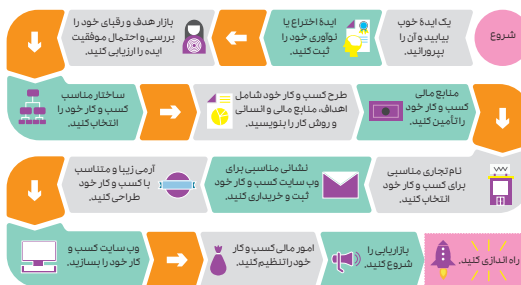 شروع
یک ایدهٔ خوب
بیابید و آن را
بپرورانید.
ایدهٔ اختراع یا
نوآوری خود را
ثبت کنید.
بازار هدف و رقبای خود را
بررسی و احتمال موفقیت
ایده را ارزیابی کنید.
ساختار مناسب
کسب و کار خود را
انتخاب کنید.
طرح کسب و کار خود شامل
اهداف، منابع مالی و انسانی
و روش کار را بنویسید.
منابع مالی
کسب و کار خود
را تأمین کنید.
نام تجاری مناسبی
برای کسب و کار خود
انتخاب کنید.
نشانی مناسبی برای
وب سایت کسب و کار خود
ثبت و خریداری کنید.
آرمی زیبا و متناسب
با کسب و کار خود
طراحی کنید.
وب سایت کسب و
کار خود را بسازید.
امور مالی کسب و کار
خود را تنظیم کنید.
بازاریابی را
شروع کنید.
راه اندازی کنید.